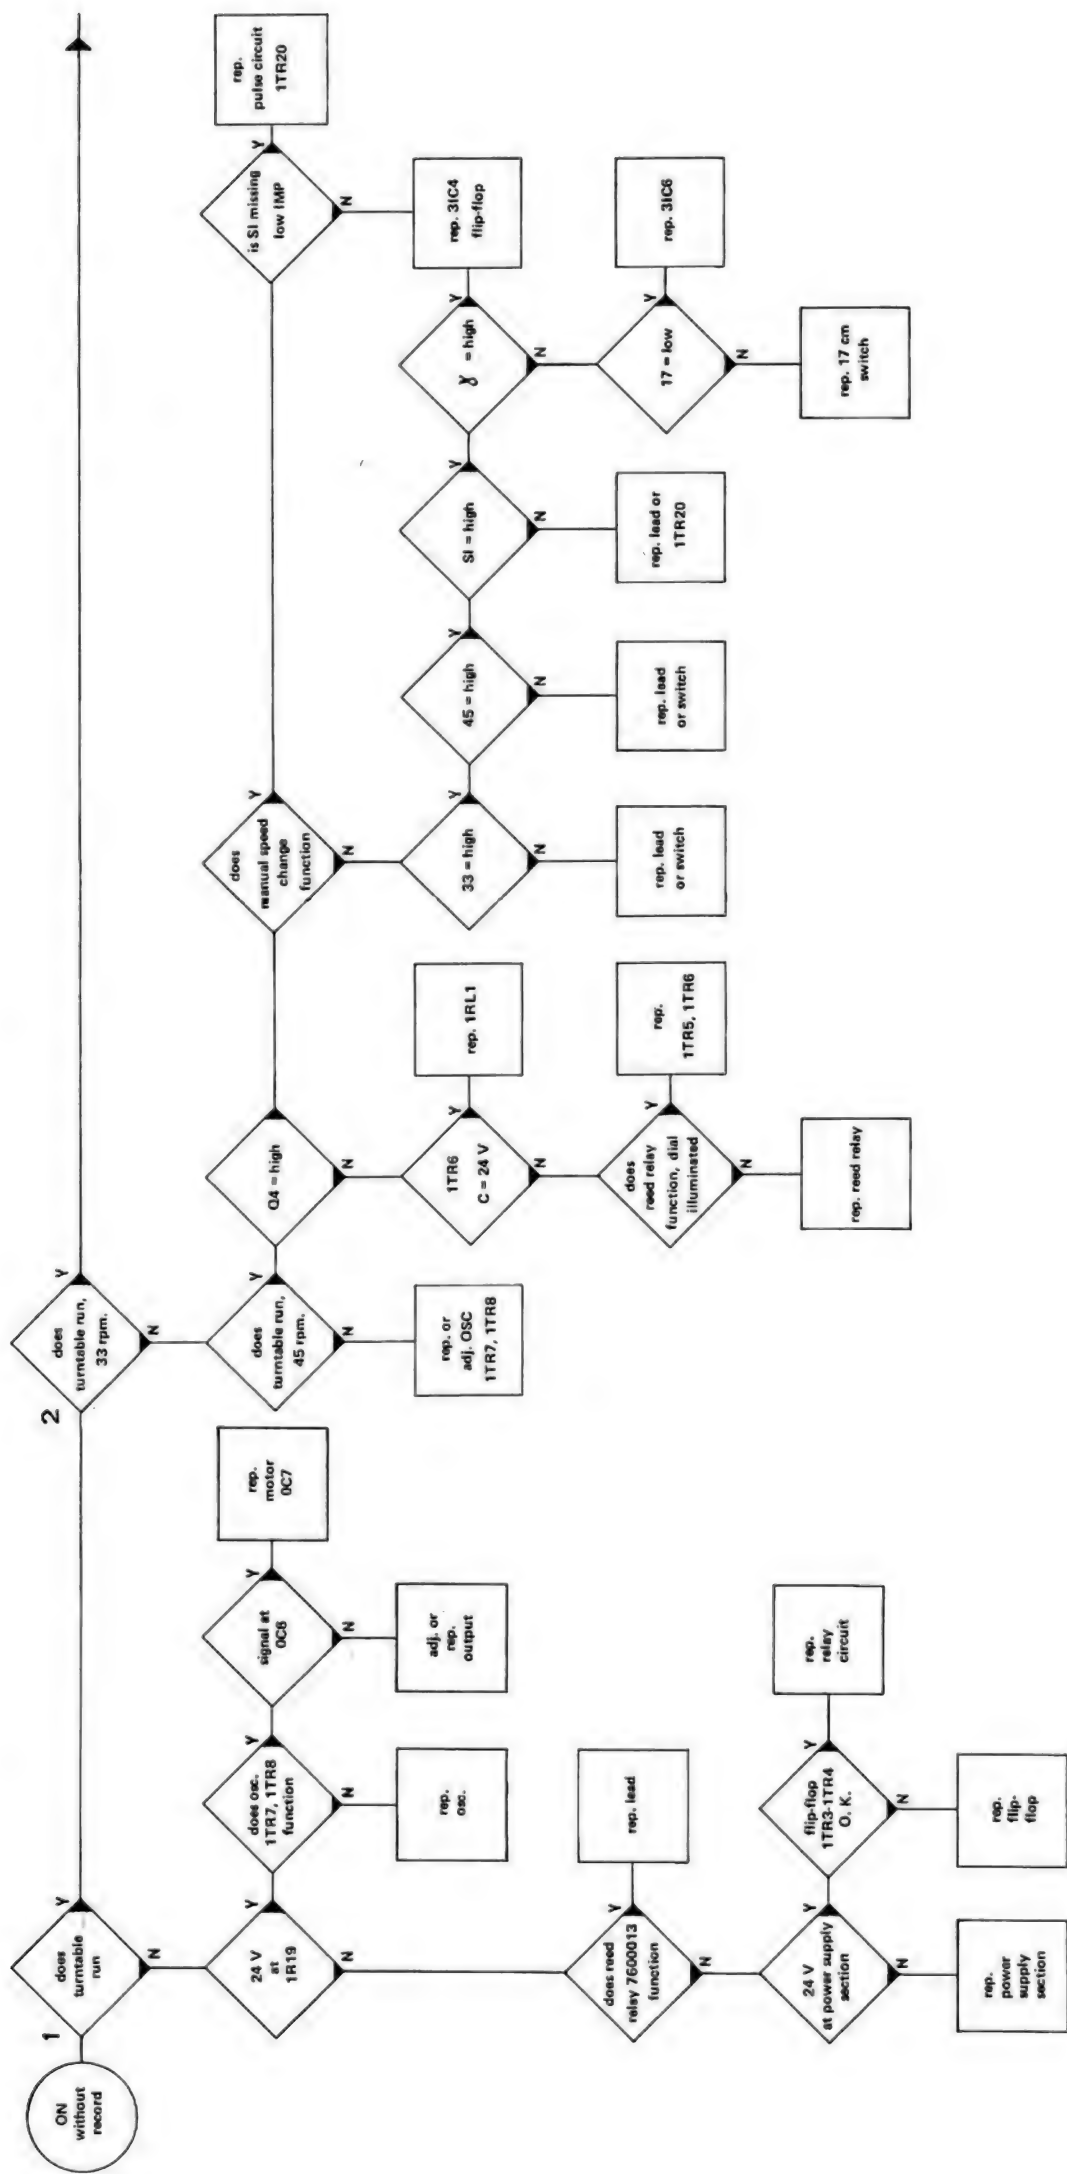 ON
without
record
1
does
turntable
run
Y
N
24 V
at
1R19
Y
N
does osc.
1TR7, 1TR8
function
Y
N
rep.
osc.
signal at
0C6
Y
N
adj. or
rep.
output
rep.
motor
0C7
does reed
relay 7600013
function
Y
N
rep. lead
24 V
at power supply
section
Y
N
rep.
power
supply
section
flip-flop
1TR3-1TR4
O. K.
Y
N
rep.
flip-
flop
rep.
relay
circuit
2
does
turntable run,
33 rpm.
Y
N
does
turntable run,
45 rpm.
Y
N
rep. or
adj. OSC
1TR7, 1TR8
Q4 = high
Y
N
1TR6
C = 24 V
Y
N
rep. 1RL1
does
reed relay
function, dial
illuminated
Y
N
rep.
1TR5, 1TR6
rep. reed relay
does
manual speed
change
function
Y
N
33 = high
Y
N
rep. lead
or switch
45 = high
Y
N
rep. lead
or switch
SI = high
Y
N
rep. lead or
1TR20
ɣ = high
Y
N
17 = low
Y
N
rep. 17 cm
switch
rep. 3IC6
rep. 3IC4
flip-flop
is SI missing
low IMP
Y
N
rep.
pulse circuit
1TR20